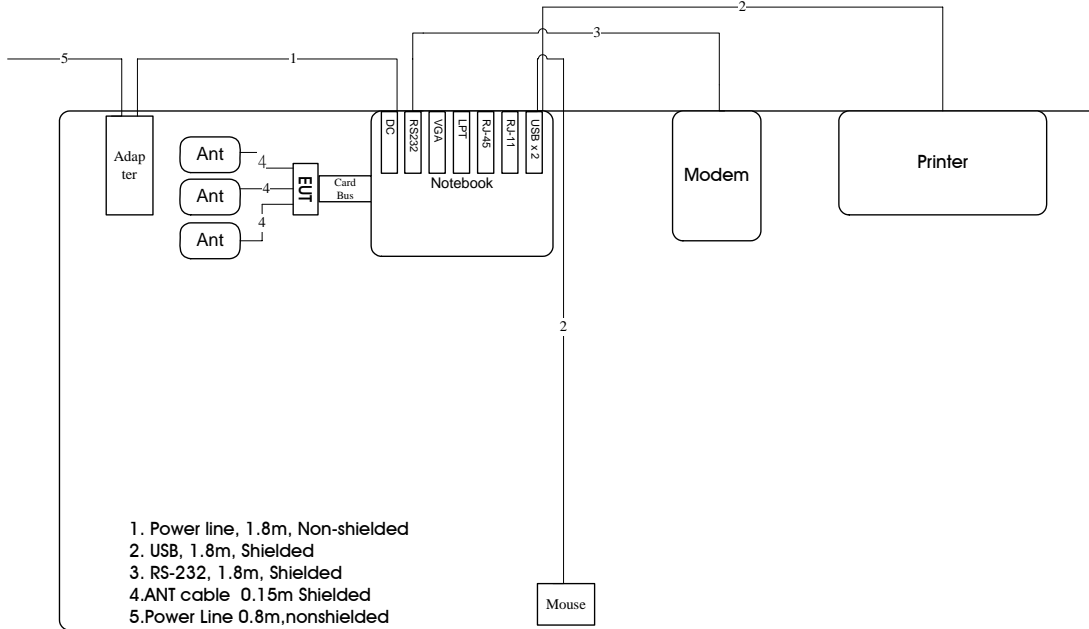 2
3
5
1
DC
RS232
VGA
LPT
RJ-45
RJ-11
USB x 2
Adap
ter
Ant
4
Ant
4
Ant
4
EUT
Card
Bus
Notebook
Modem
Printer
2
1. Power line, 1.8m, Non-shielded
2. USB, 1.8m, Shielded
3. RS-232, 1.8m, Shielded
4.ANT cable  0.15m Shielded
5.Power Line 0.8m,nonshielded
Mouse